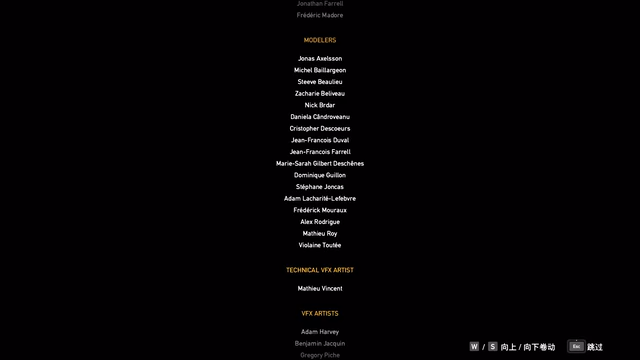 Jonathan Farrell
Frédéric Madore
MODELERS
Jonas Axelsson
Michel Baillargeon
Steeve Beaulieu
Zacharie Beliveau
Nick Brdar
Daniela Cândroveanu
Cristopher Descoeurs
Jean-Francois Duval
Jean-Francois Farrell
Marie-Sarah Gilbert Deschênes
Dominique Guillon
Stéphane Joncas
Adam Lacharité-Lefebvre
Frédérick Mouraux
Alex Rodrigue
Mathieu Roy
Violaine Toutée
TECHNICAL VFX ARTIST
Mathieu Vincent
VFX ARTISTS
Adam Harvey
Benjamin Jacquin
Gregory Piche
W / S 向上 / 向下卷动 Esc 跳过